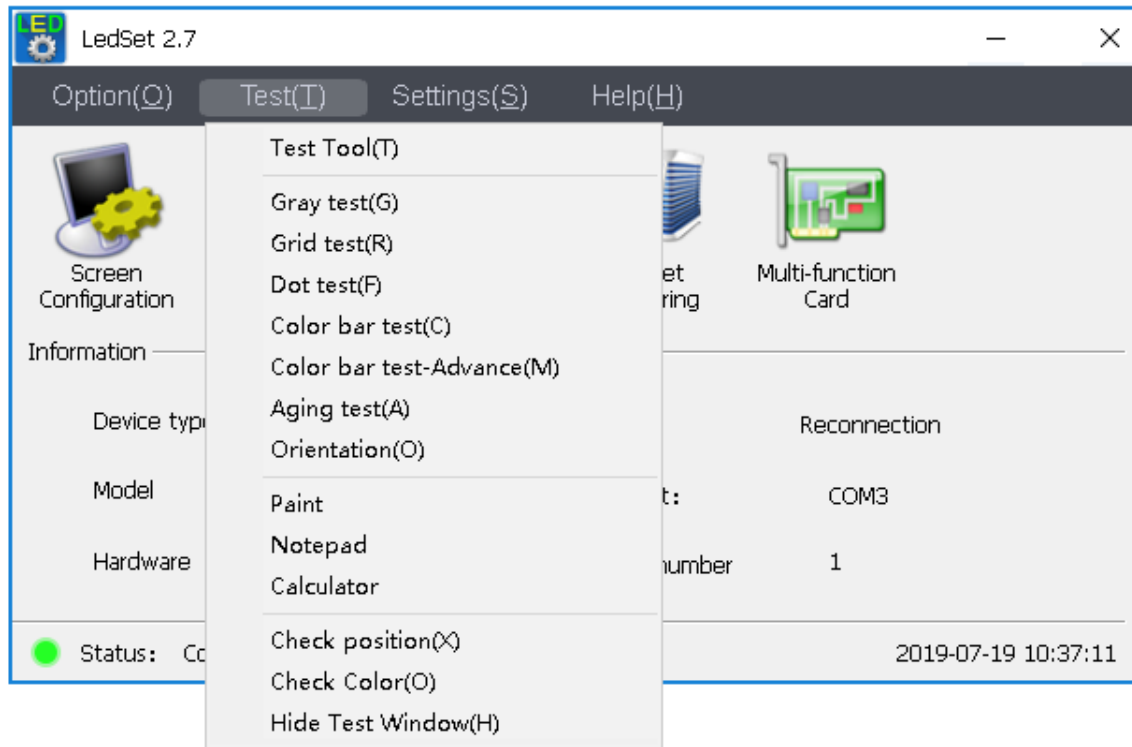 LED
LedSet 2.7
Option(O) Test(T) Settings(S) Help(H)
Test Tool(T)
Gray test(G)
Grid test(R)
Dot test(F)
Color bar test(C)
Color bar test-Advance(M)
Aging test(A)
Orientation(O)
Paint
Notepad
Calculator
Check position(X)
Check Color(O)
Hide Test Window(H)
Screen
Configuration
Multi-function
Card
Information
Device
Reconnection
Model
COM3
Hardware
1
Status:
2019-07-19 10:37:11